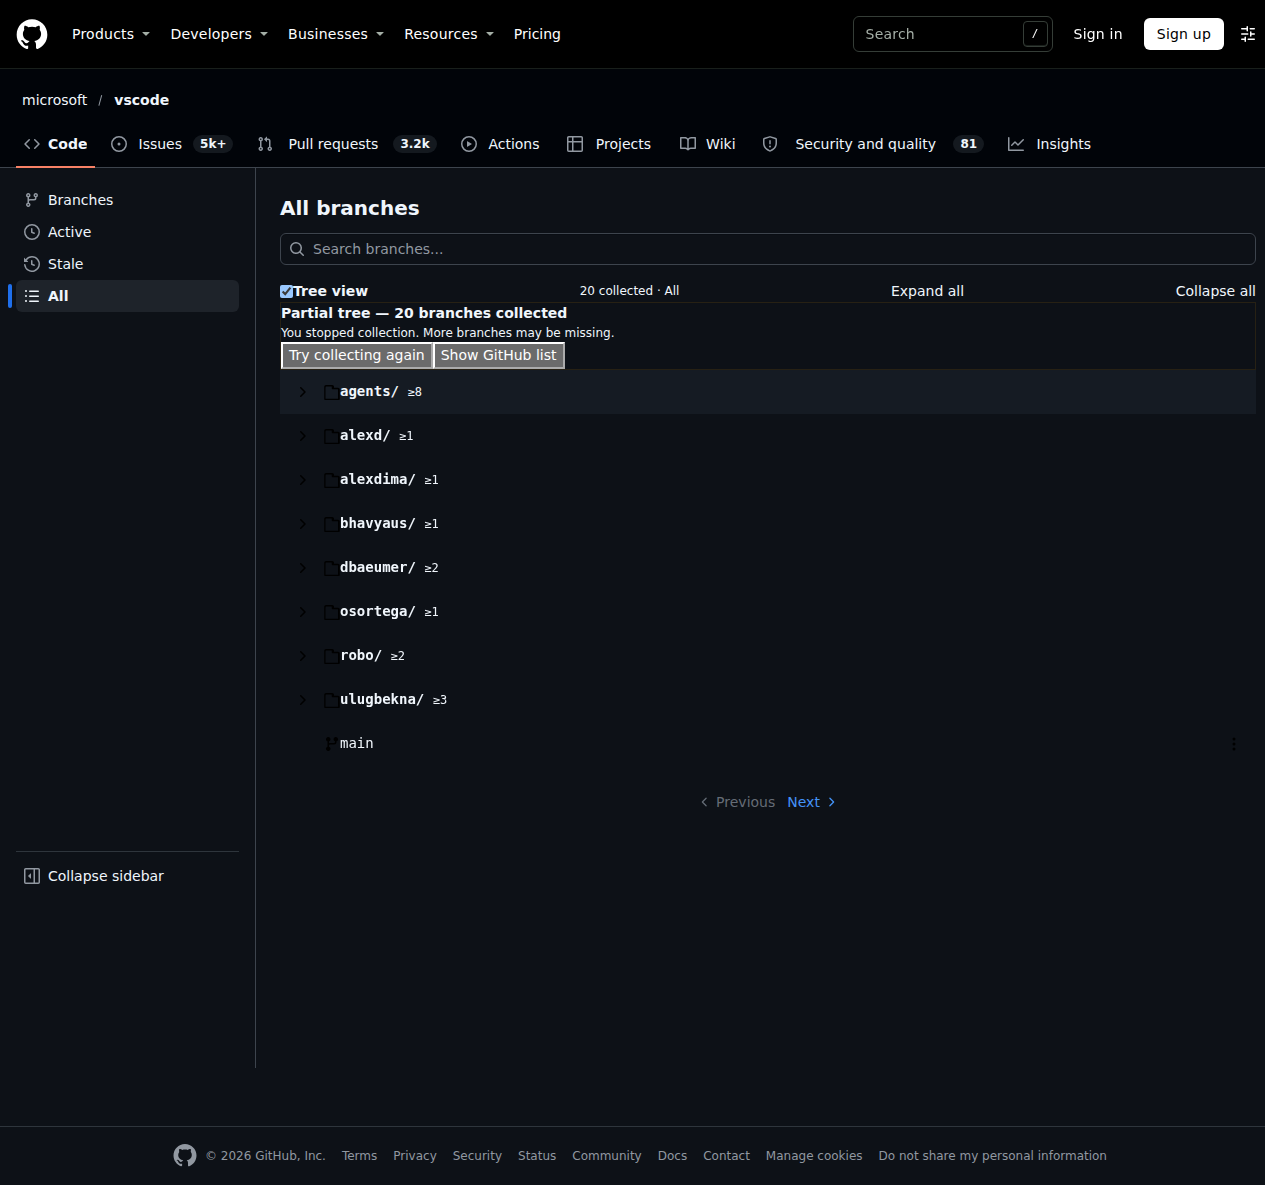 Products Developers Businesses Resources Pricing Search / Sign in Sign up
microsoft / vscode
Code Issues 5k+ Pull requests 3.2k Actions Projects Wiki Security and quality 81 Insights
Branches
Active
Stale
All
All branches
Search branches...
Tree view 20 collected · All Expand all Collapse all
Partial tree — 20 branches collected
You stopped collection. More branches may be missing.
Try collecting again Show GitHub list
agents/ ≥8
alexd/ ≥1
alexdima/ ≥1
bhavyaus/ ≥1
dbaeumer/ ≥2
osortega/ ≥1
robo/ ≥2
ulugbekna/ ≥3
main
Previous Next
Collapse sidebar
© 2026 GitHub, Inc. Terms Privacy Security Status Community Docs Contact Manage cookies Do not share my personal information